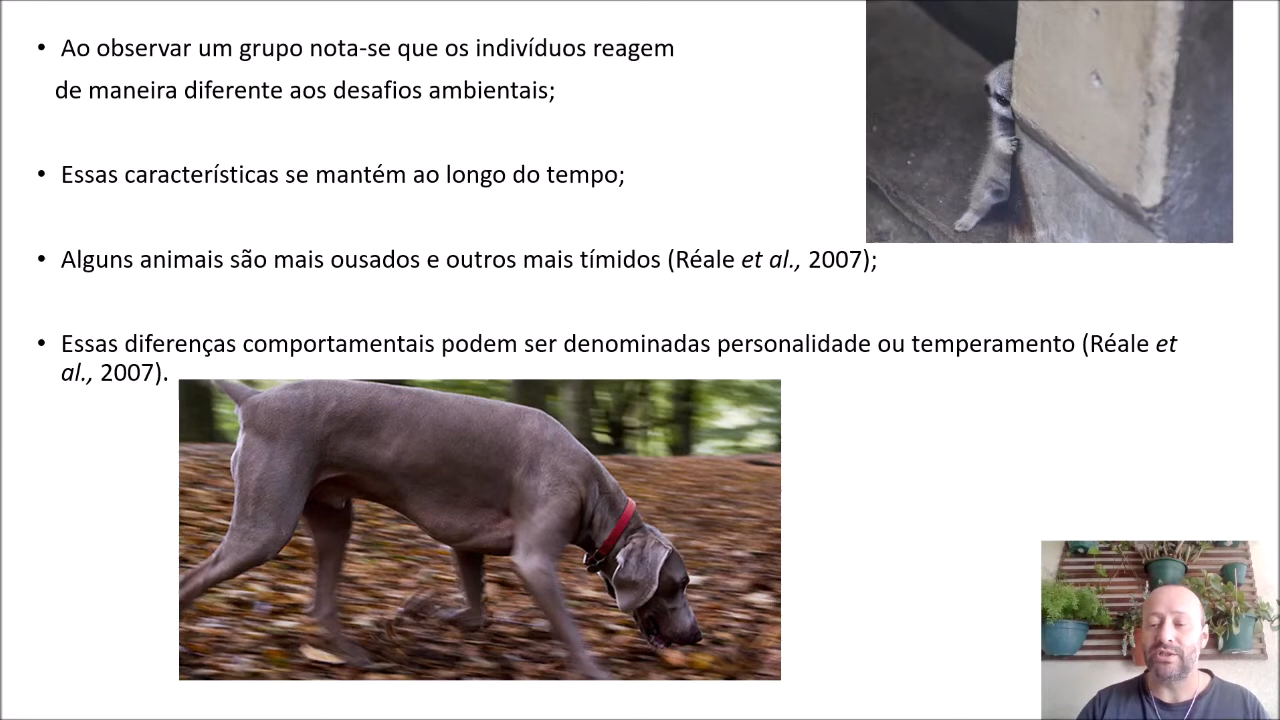 • Ao observar um grupo nota-se que os indivíduos reagem
de maneira diferente aos desafios ambientais;
• Essas características se mantém ao longo do tempo;
• Alguns animais são mais ousados e outros mais tímidos (Réale et al., 2007);
• Essas diferenças comportamentais podem ser denominadas personalidade ou temperamento (Réale et
al., 2007).